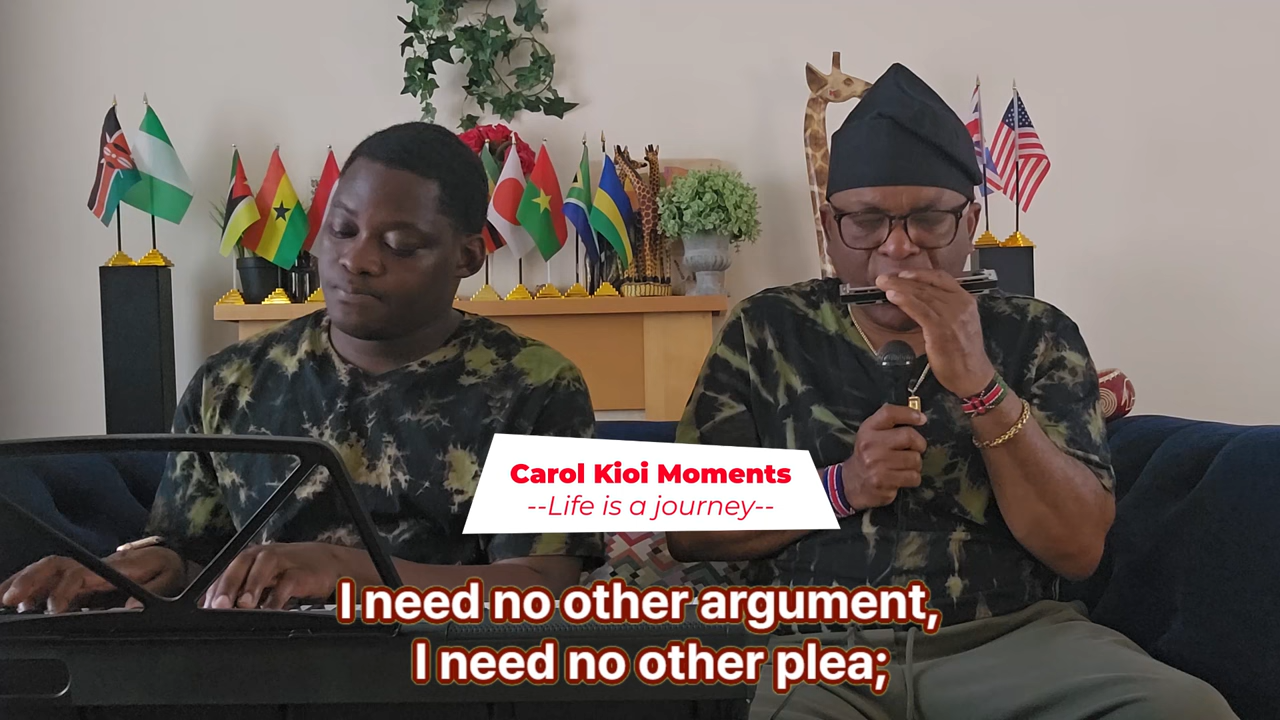 Carol Kioi Moments
--Life is a journey--
I need no other argument,
I need no other plea;